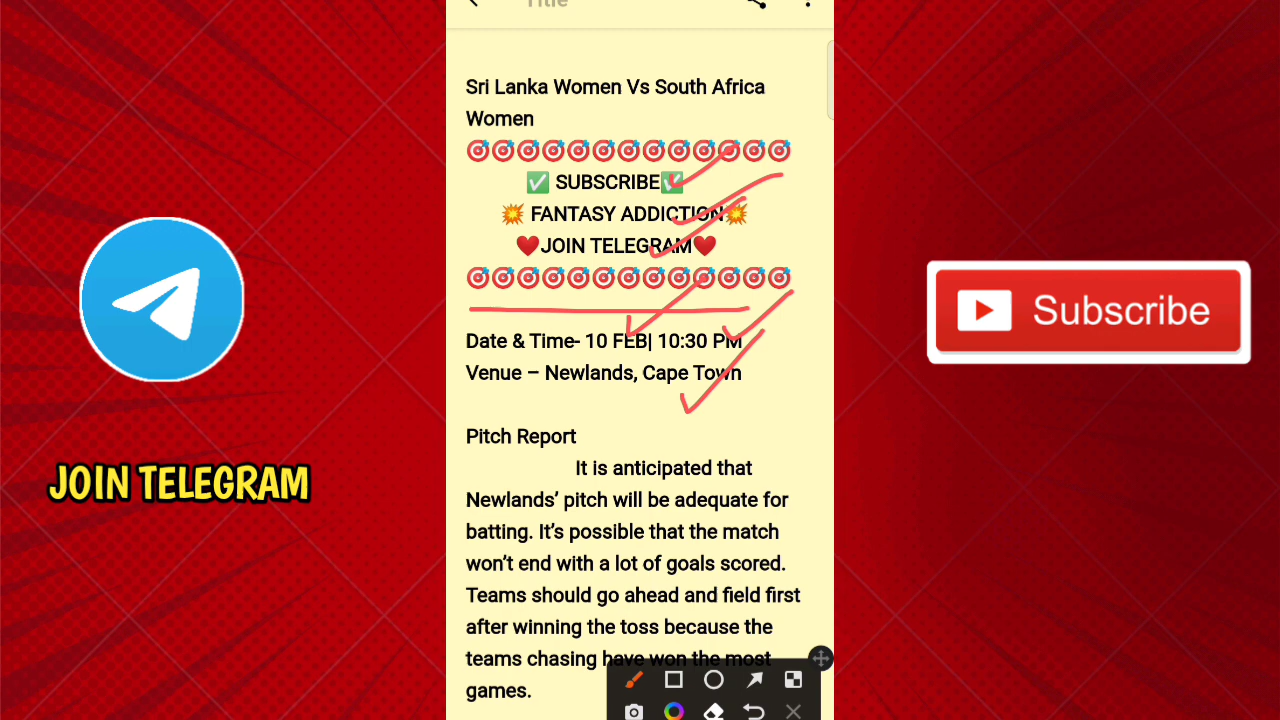 Title
Sri Lanka Women Vs South Africa
Women
🎯🎯🎯🎯🎯🎯🎯🎯🎯🎯🎯🎯🎯
✅ SUBSCRIBE✅
💥 FANTASY ADDICTION💥
❤️JOIN TELEGRAM❤️
🎯🎯🎯🎯🎯🎯🎯🎯🎯🎯🎯🎯🎯
Date & Time- 10 FEB| 10:30 PM
Venue – Newlands, Cape Town
Pitch Report
It is anticipated that
Newlands’ pitch will be adequate for
batting. It’s possible that the match
won’t end with a lot of goals scored.
Teams should go ahead and field first
after winning the toss because the
teams chasing have won the most
games.
JOIN TELEGRAM
Subscribe